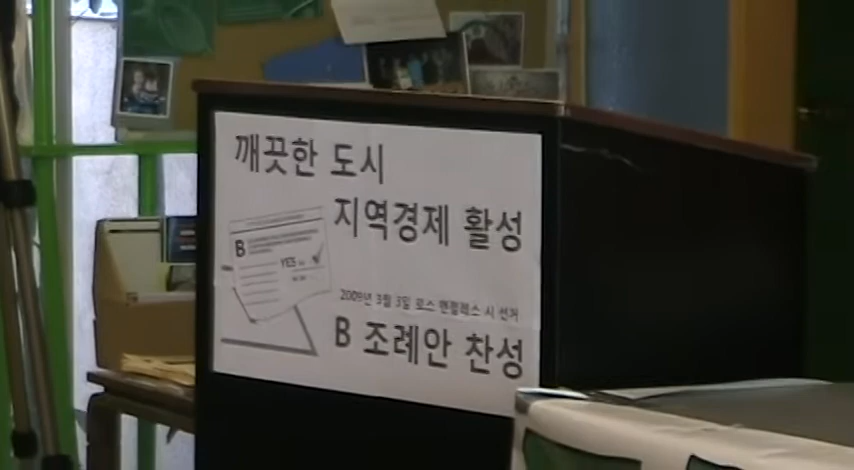 깨끗한 도시
지역경제 활성
B
YES
2009년 3월 3일 로스 앤젤레스 시 선거
B 조례안 찬성